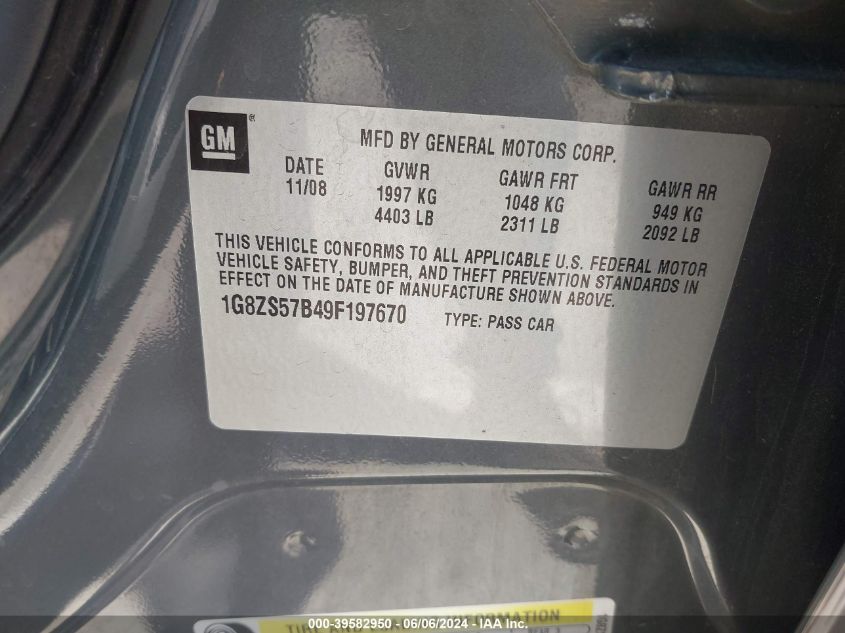 GM ®
MFD BY GENERAL MOTORS CORP.
DATE GVWR GAWR FRT GAWR RR
11/08 1997 KG 1048 KG 949 KG
4403 LB 2311 LB 2092 LB
THIS VEHICLE CONFORMS TO ALL APPLICABLE U.S. FEDERAL MOTOR
VEHICLE SAFETY, BUMPER, AND THEFT PREVENTION STANDARDS IN
EFFECT ON THE DATE OF MANUFACTURE SHOWN ABOVE.
1G8ZS57B49F197670 TYPE: PASS CAR
TIRE AND INFORMATION
000-39582950 - 06/06/2024 - IAA Inc.